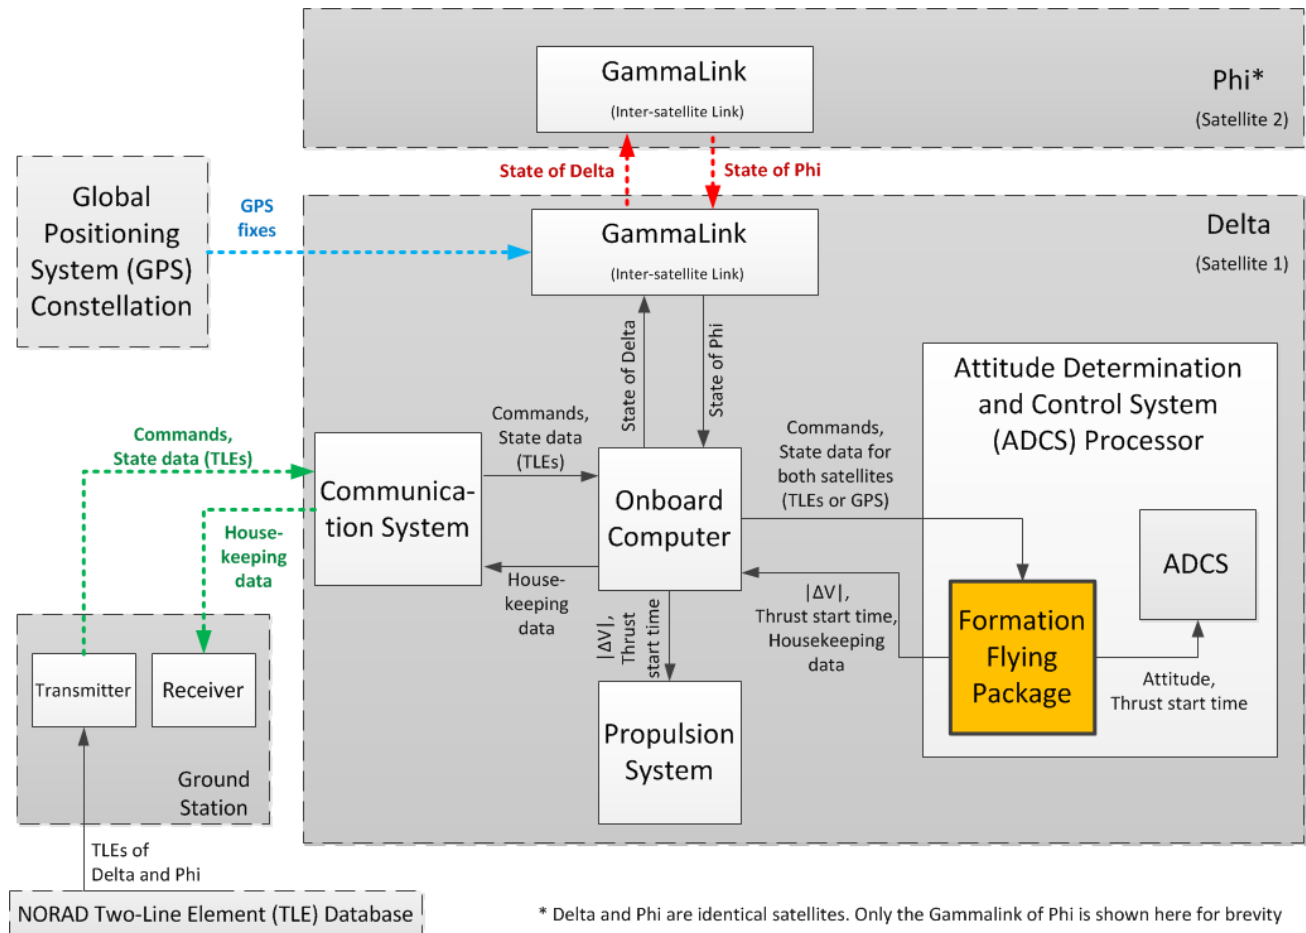 GammaLink
(Inter-satellite Link)
Phi*
(Satellite 2)
State of Delta
State of Phi
Global
Positioning
System (GPS)
Constellation
GPS
fixes
GammaLink
(Inter-satellite Link)
Delta
(Satellite 1)
State of Delta
State of Phi
Attitude Determination
and Control System
(ADCS) Processor
Commands,
State data (TLEs)
Commands,
State data
(TLEs)
Commands,
State data for
both satellites
(TLEs or GPS)
Communica-
tion System
Onboard
Computer
House-
keeping
data
House-
keeping
data
|ΔV|,
Thrust
start time
|ΔV|,
Thrust start time,
Housekeeping
data
ADCS
Formation
Flying
Package
Attitude,
Thrust start time
Transmitter
Receiver
Propulsion
System
Ground
Station
TLEs of
Delta and Phi
NORAD Two-Line Element (TLE) Database
* Delta and Phi are identical satellites. Only the Gammalink of Phi is shown here for brevity